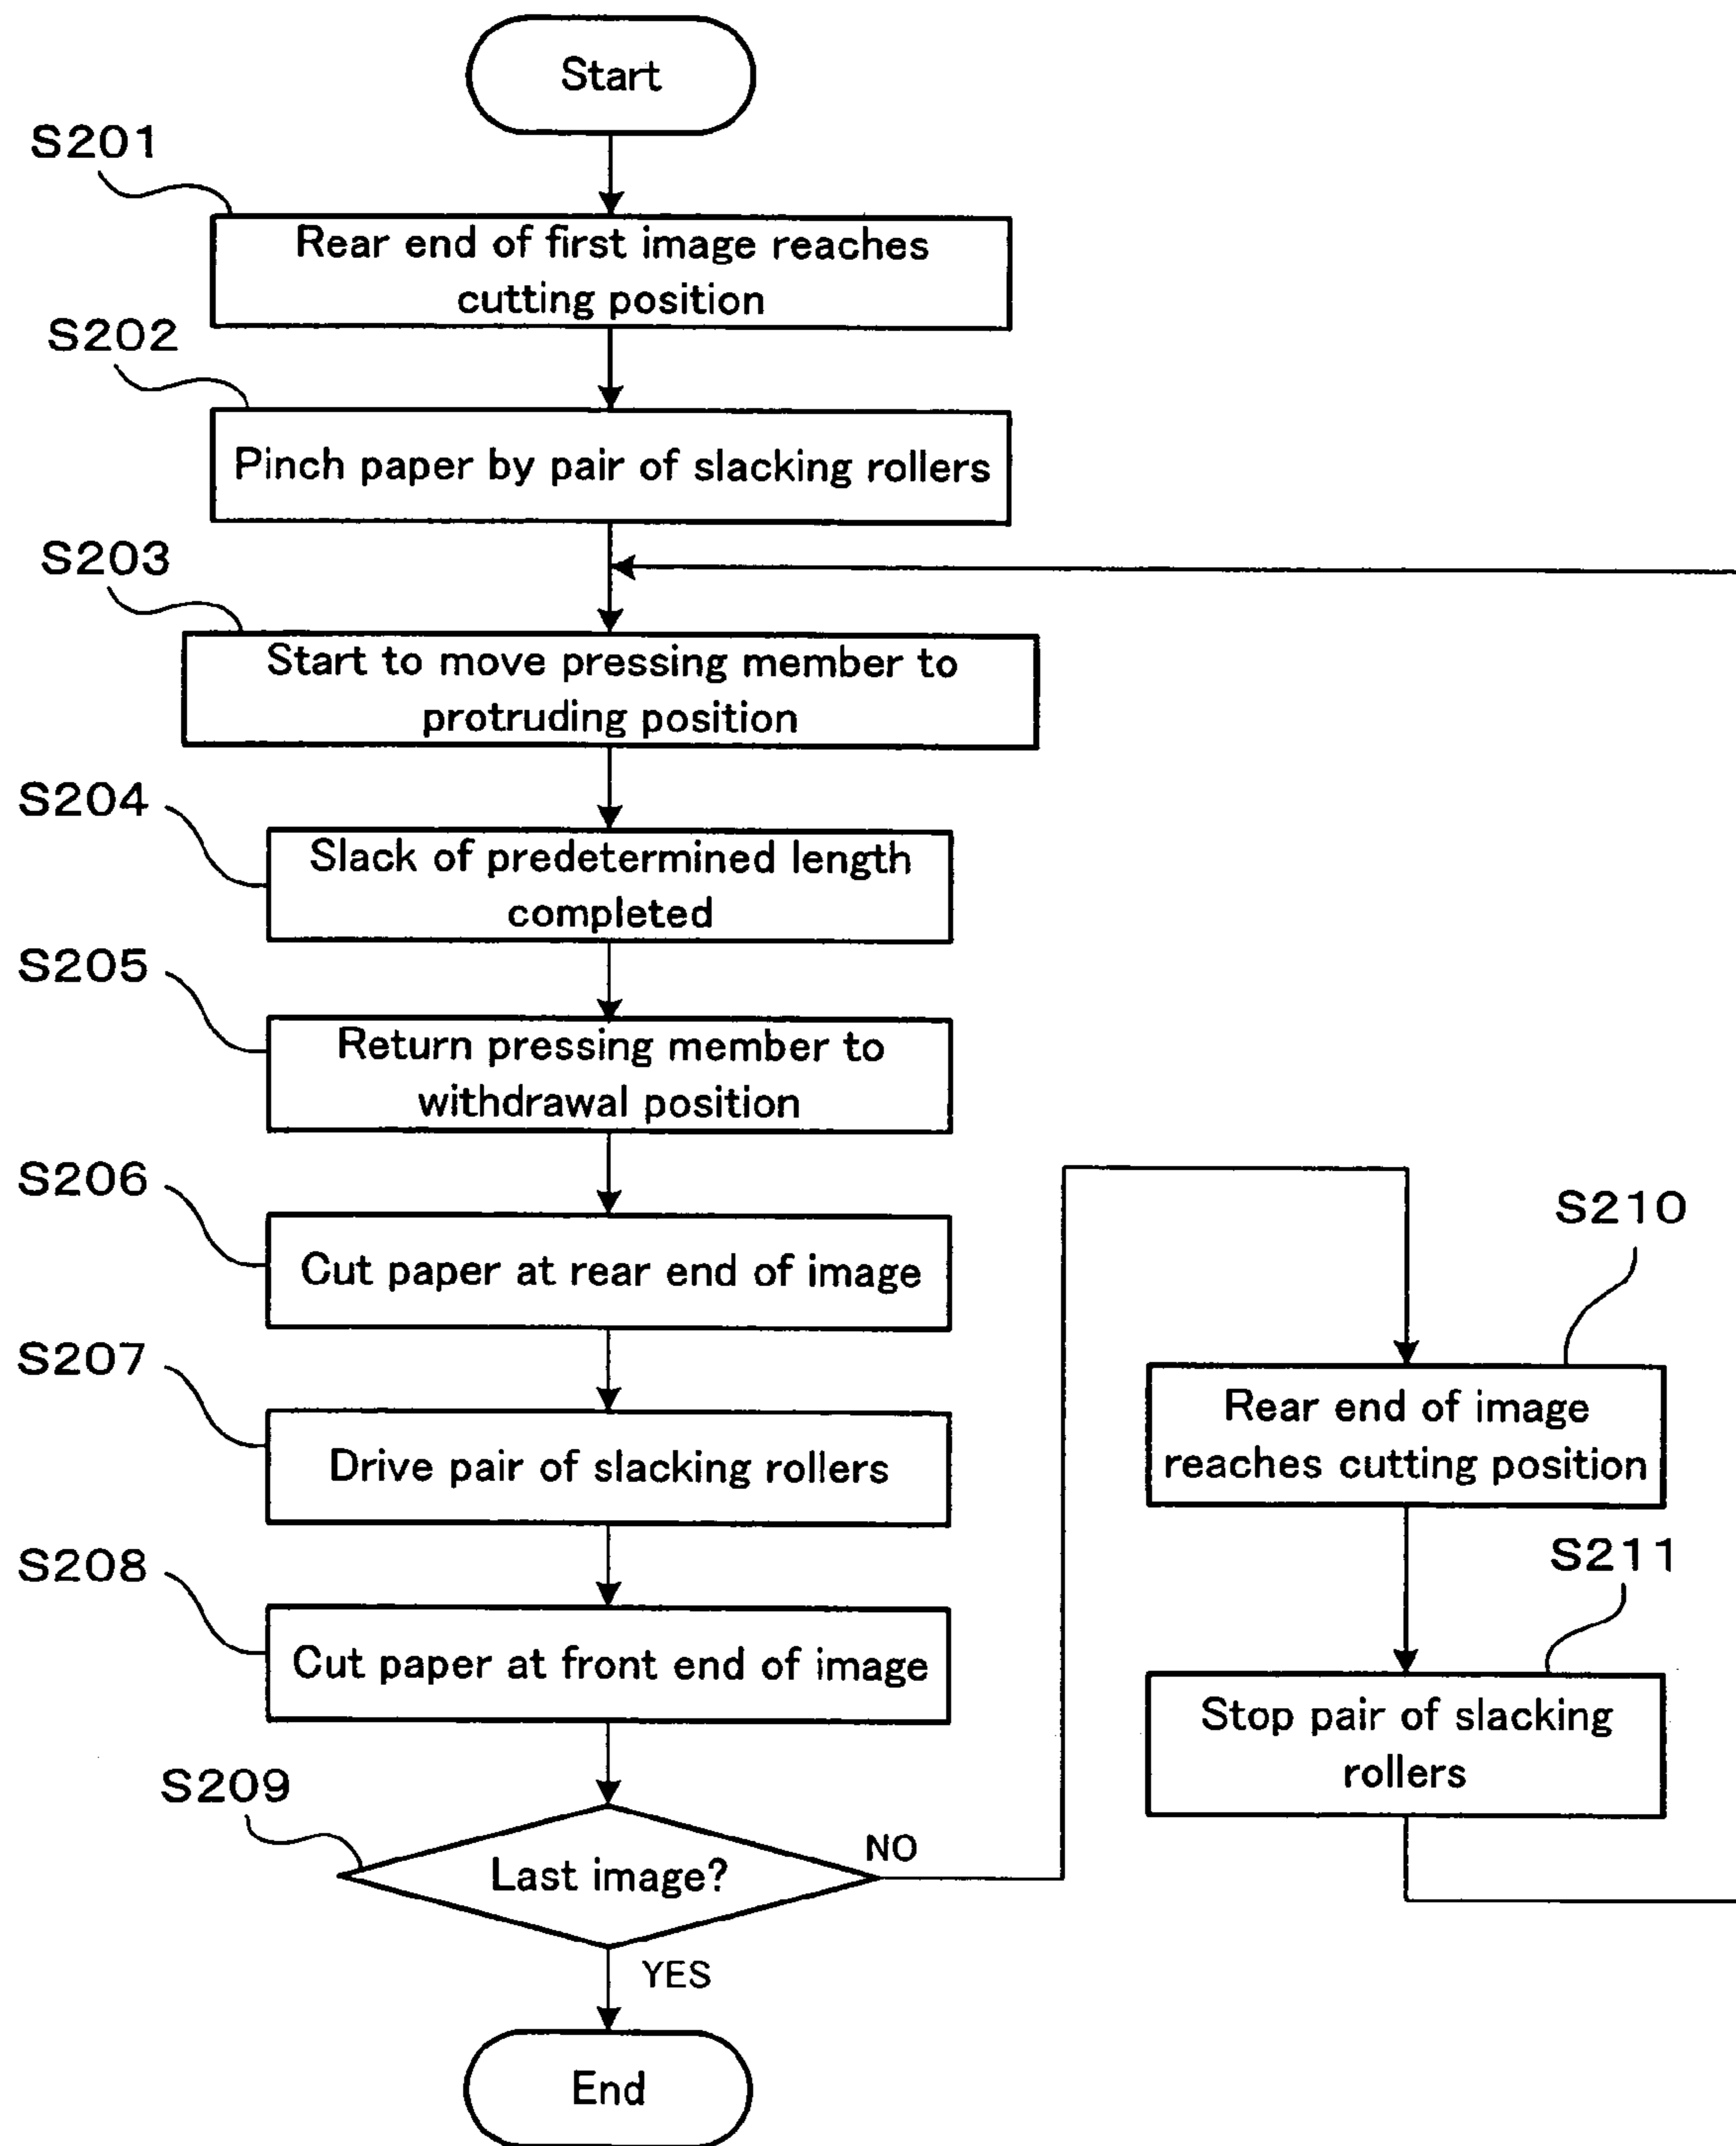 Start
S201
Rear end of first image reaches
cutting position
S202
Pinch paper by pair of slacking rollers
S203
Start to move pressing member to
protruding position
S204
Slack of predetermined length
completed
S205
Return pressing member to
withdrawal position
S206
Cut paper at rear end of image
S207
Drive pair of slacking rollers
S208
Cut paper at front end of image
S209
Last image?
NO
YES
End
S210
Rear end of image
reaches cutting position
S211
Stop pair of slacking
rollers